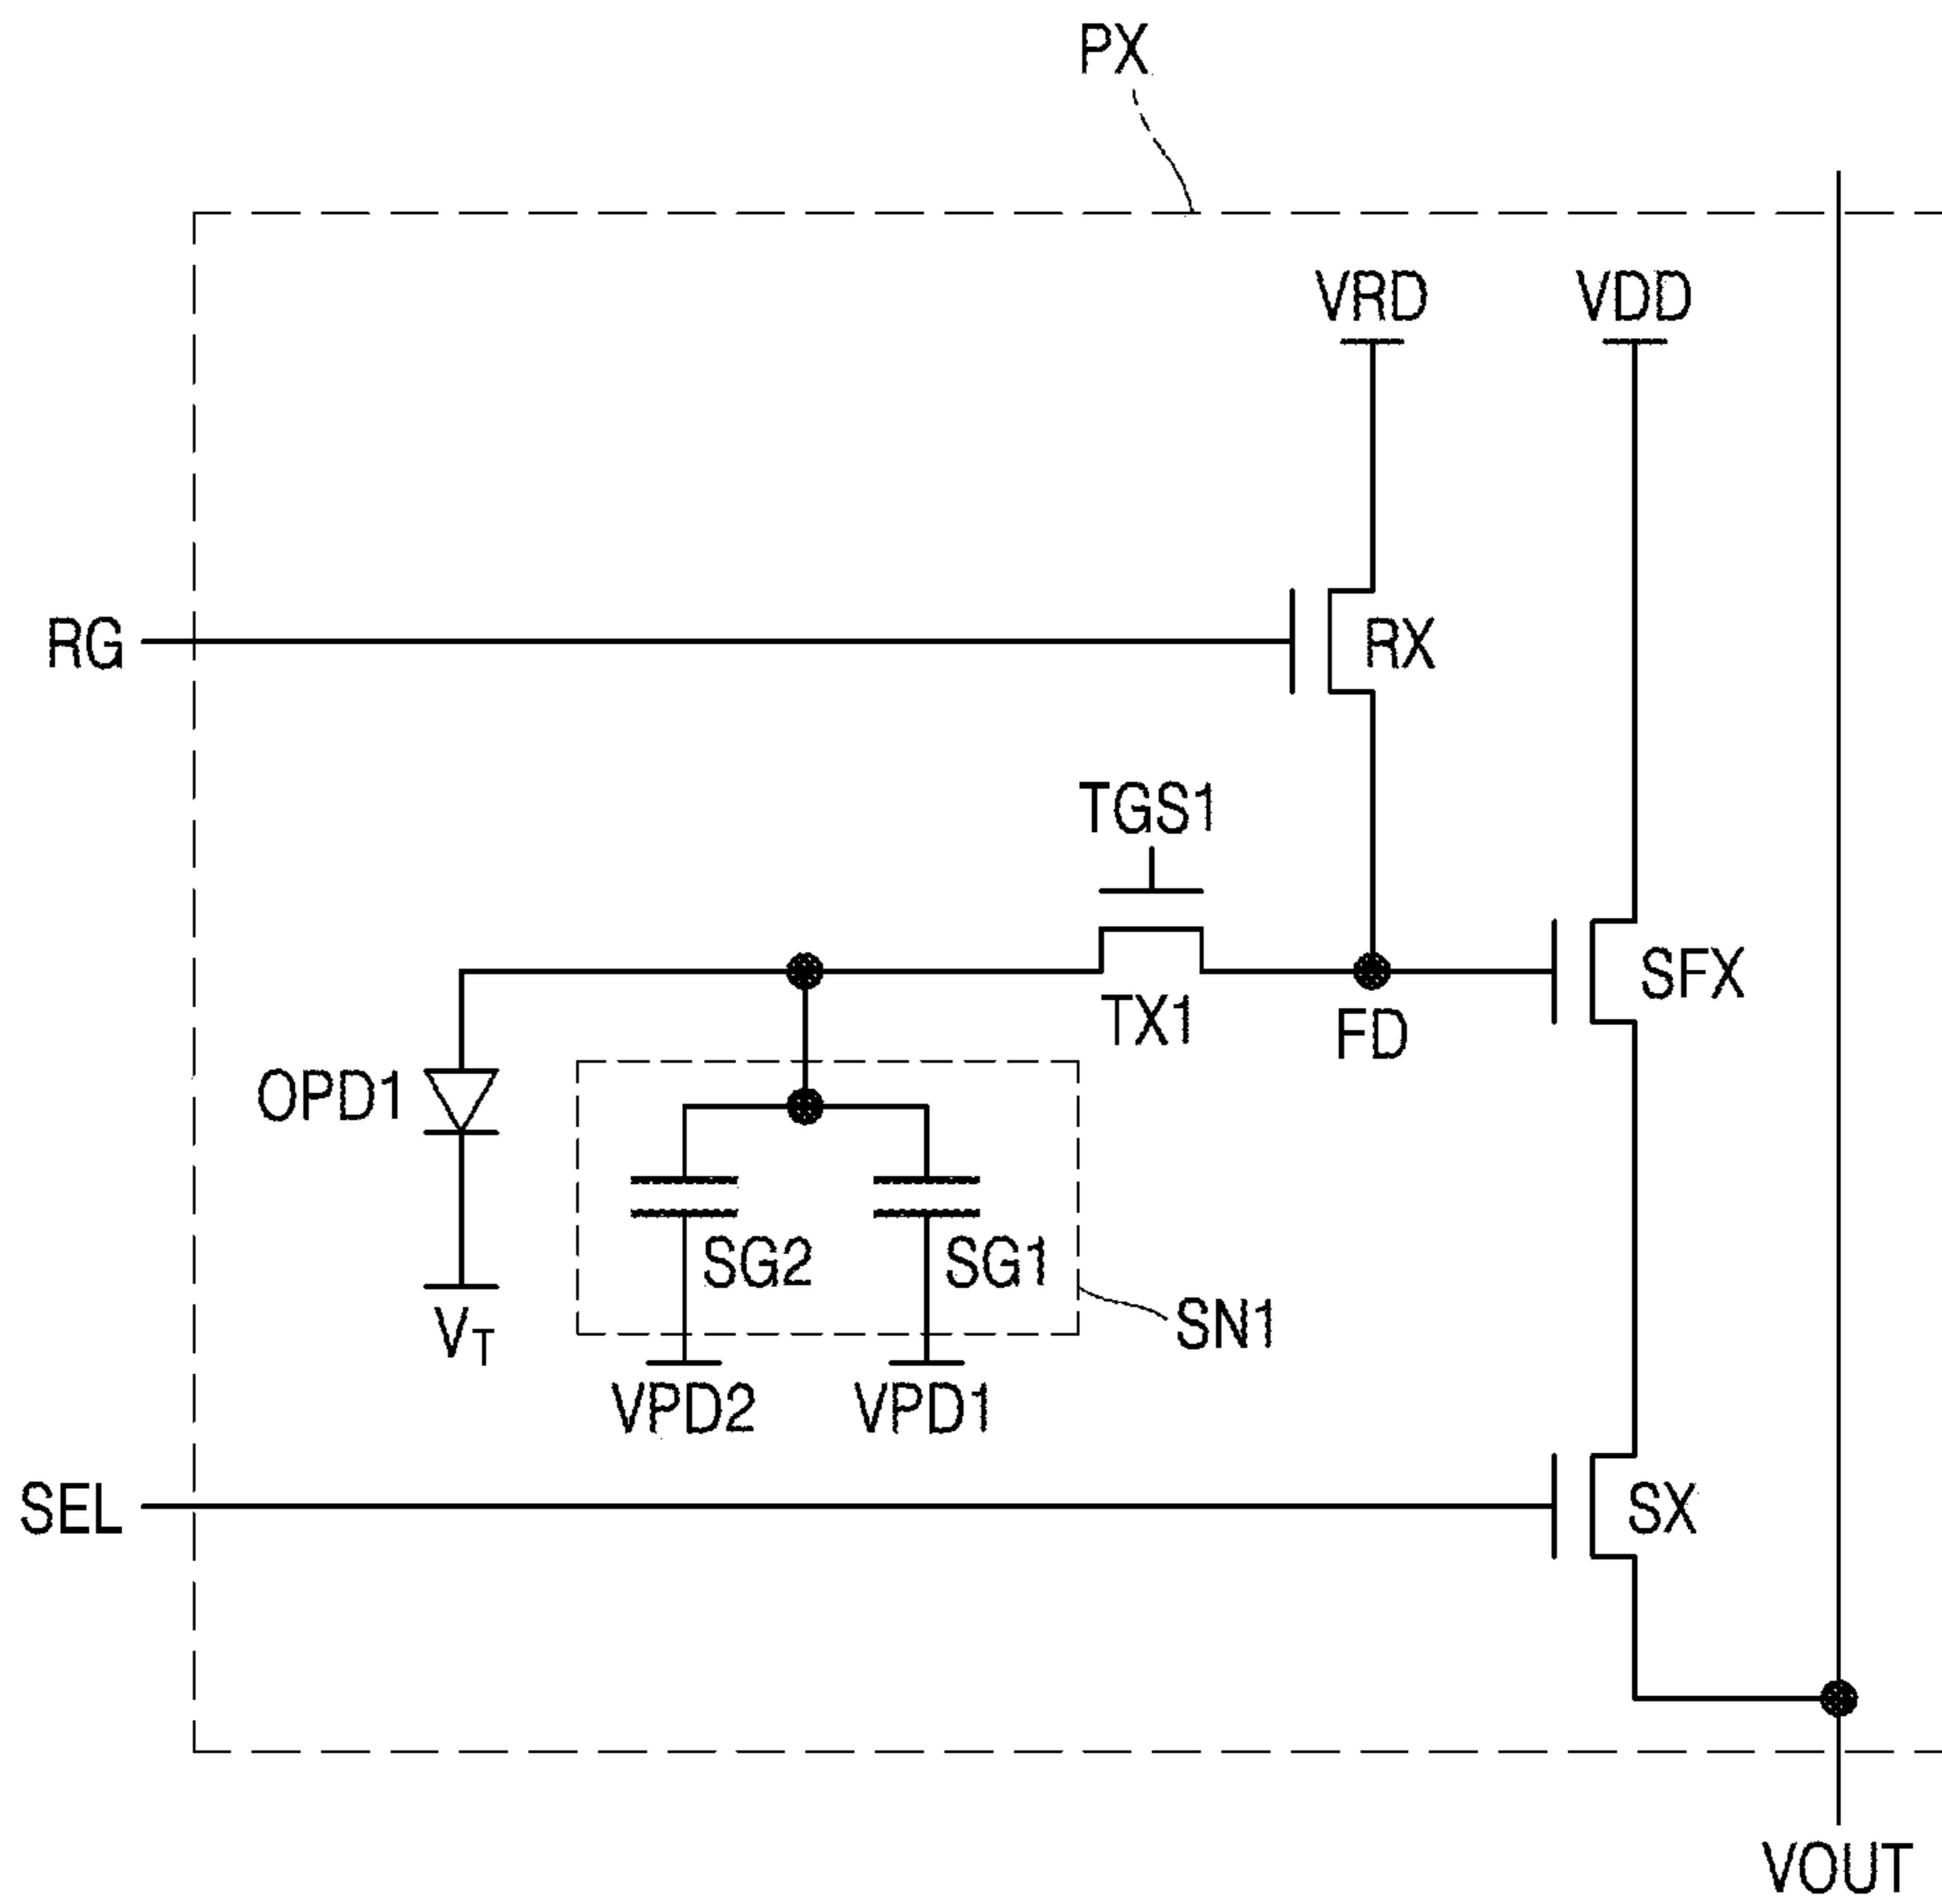 PX
VRD
VDD
RG
RX
TGS1
SFX
TX1
FD
OPD1
SG2
SG1
SN1
VT
VPD2
VPD1
SEL
SX
VOUT